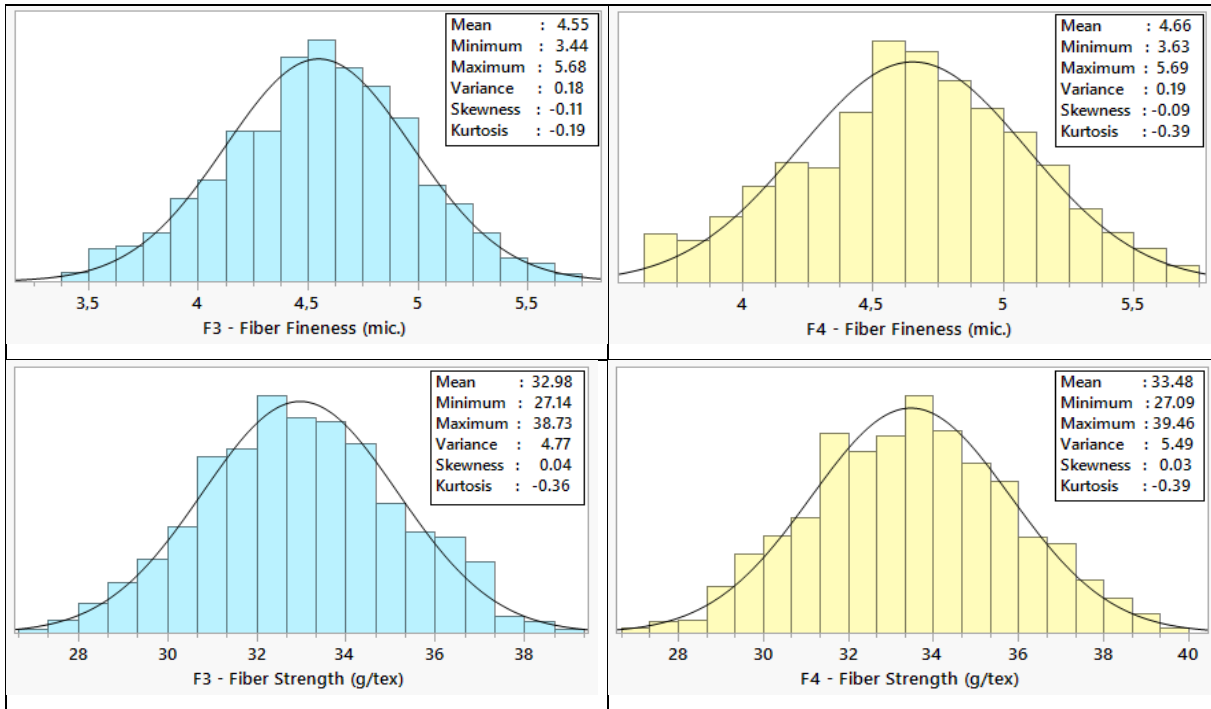 Mean : 4.55
Minimum : 3.44
Maximum : 5.68
Variance : 0.18
Skewness : -0.11
Kurtosis : -0.19
3,5 4 4,5 5 5,5
F3 - Fiber Fineness (mic.)
Mean : 4.66
Minimum : 3.63
Maximum : 5.69
Variance : 0.19
Skewness : -0.09
Kurtosis : -0.39
4 4,5 5 5,5
F4 - Fiber Fineness (mic.)
Mean : 32.98
Minimum : 27.14
Maximum : 38.73
Variance : 4.77
Skewness : 0.04
Kurtosis : -0.36
28 30 32 34 36 38
F3 - Fiber Strength (g/tex)
Mean : 33.48
Minimum : 27.09
Maximum : 39.46
Variance : 5.49
Skewness : 0.03
Kurtosis : -0.39
28 30 32 34 36 38 40
F4 - Fiber Strength (g/tex)